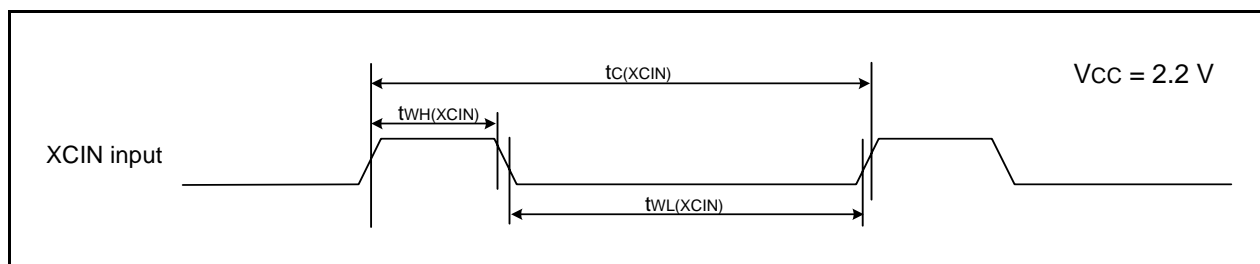 tC(XCIN)
VCC = 2.2 V
tWH(XCIN)
XCIN input
tWL(XCIN)